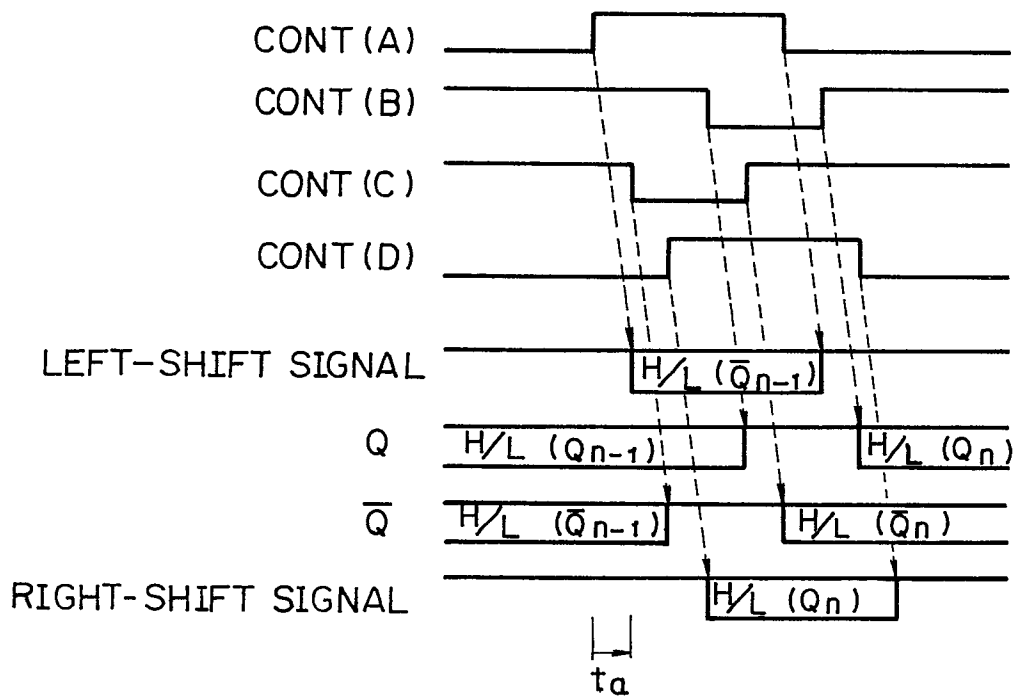 CONT(A)
CONT(B)
CONT(C)
CONT(D)
LEFT-SHIFT SIGNAL
H/L (Q̅n-1)
Q
H/L (Qn-1)
H/L (Qn)
Q̅
H/L (Q̅n-1)
H/L (Q̅n)
RIGHT-SHIFT SIGNAL
H/L (Qn)
ta